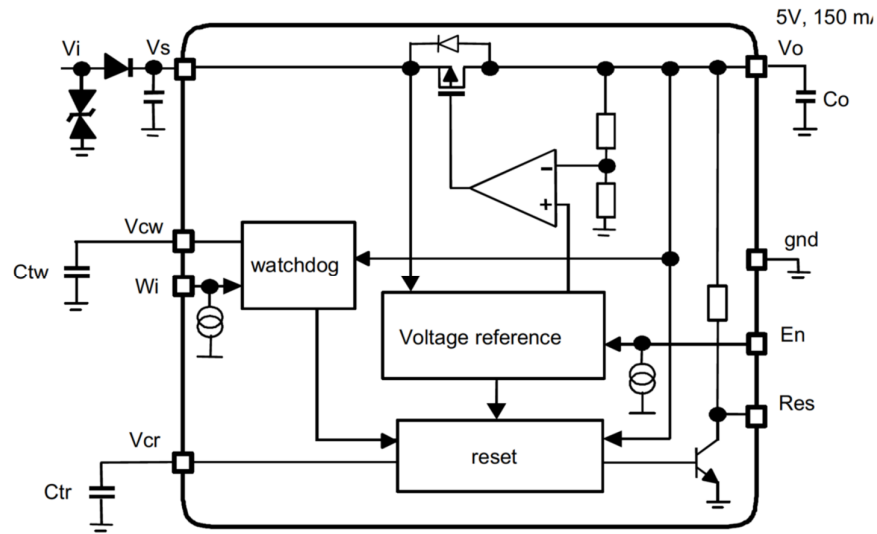 5V, 150 m
Vi
Vs
Vo
Co
-
+
Vcw
gnd
watchdog
Ctw
Wi
Voltage reference
En
Res
Vcr
reset
Ctr